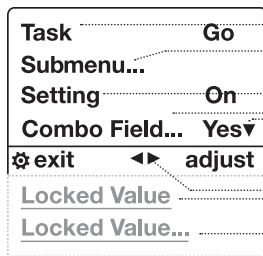 Task Go
Submenu...
Setting On
Combo Field... Yes▾
⚙ exit ◄► adjust
Locked Value
Locked Value...